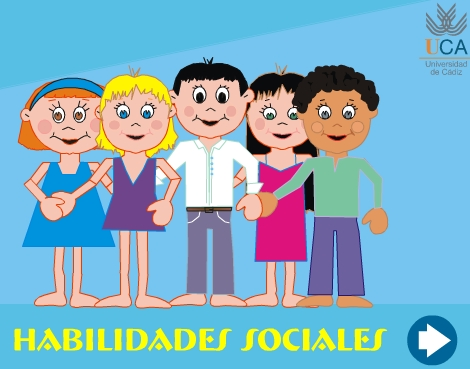 UCA
Universidad
de Cádiz
HABILIDADES SOCIALES